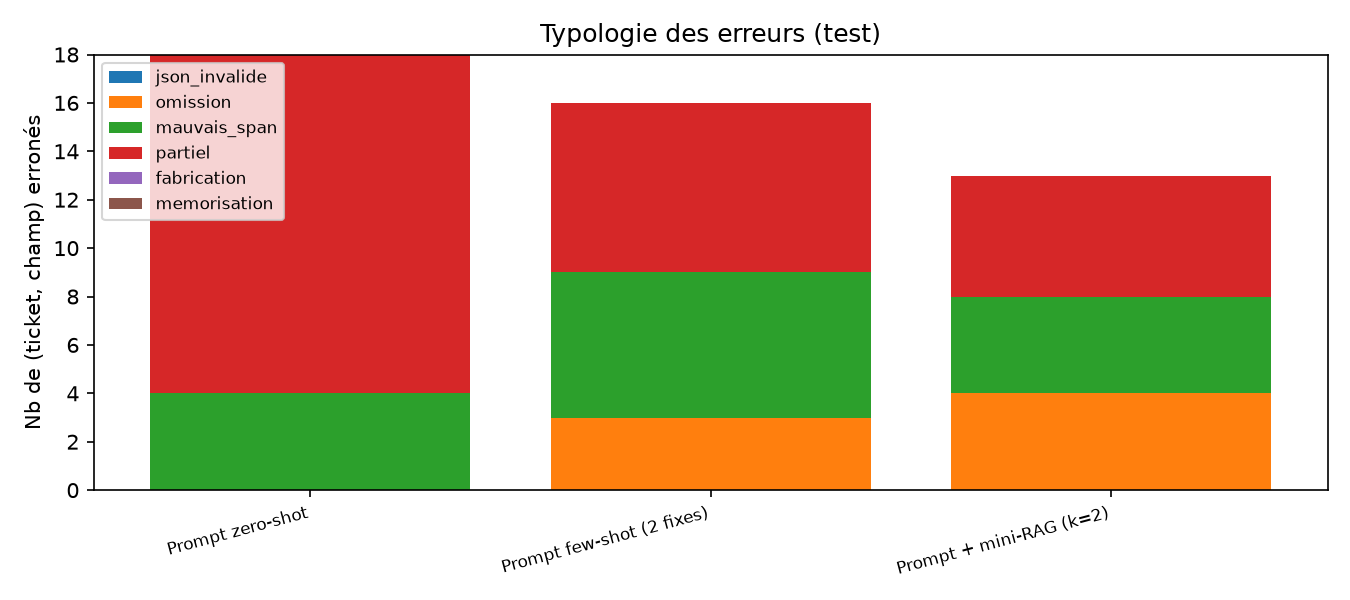 Typologie des erreurs (test)
Nb de (ticket, champ) erronés
18
16
14
12
10
8
6
4
2
0
json_invalide
omission
mauvais_span
partiel
fabrication
memorisation
Prompt zero-shot
Prompt few-shot (2 fixes)
Prompt + mini-RAG (k=2)